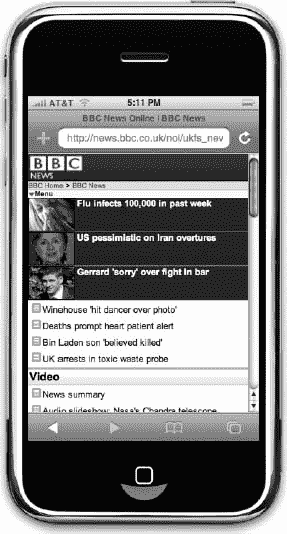 AT&T 5:11 PM
BBC News Online | BBC News
http://news.bbc.co.uk/nol/ukfs_nev
BBC
NEWS
BBC Home > BBC News
Menu
Flu infects 100,000 in past week
US pessimistic on Iran overtures
Gerrard 'sorry' over fight in bar
Winehouse 'hit dancer over photo'
Deaths prompt heart patient alert
Bin Laden son 'believed killed'
UK arrests in toxic waste probe
Video
News summary
Audio slideshow: Nasa's Chandra telescope